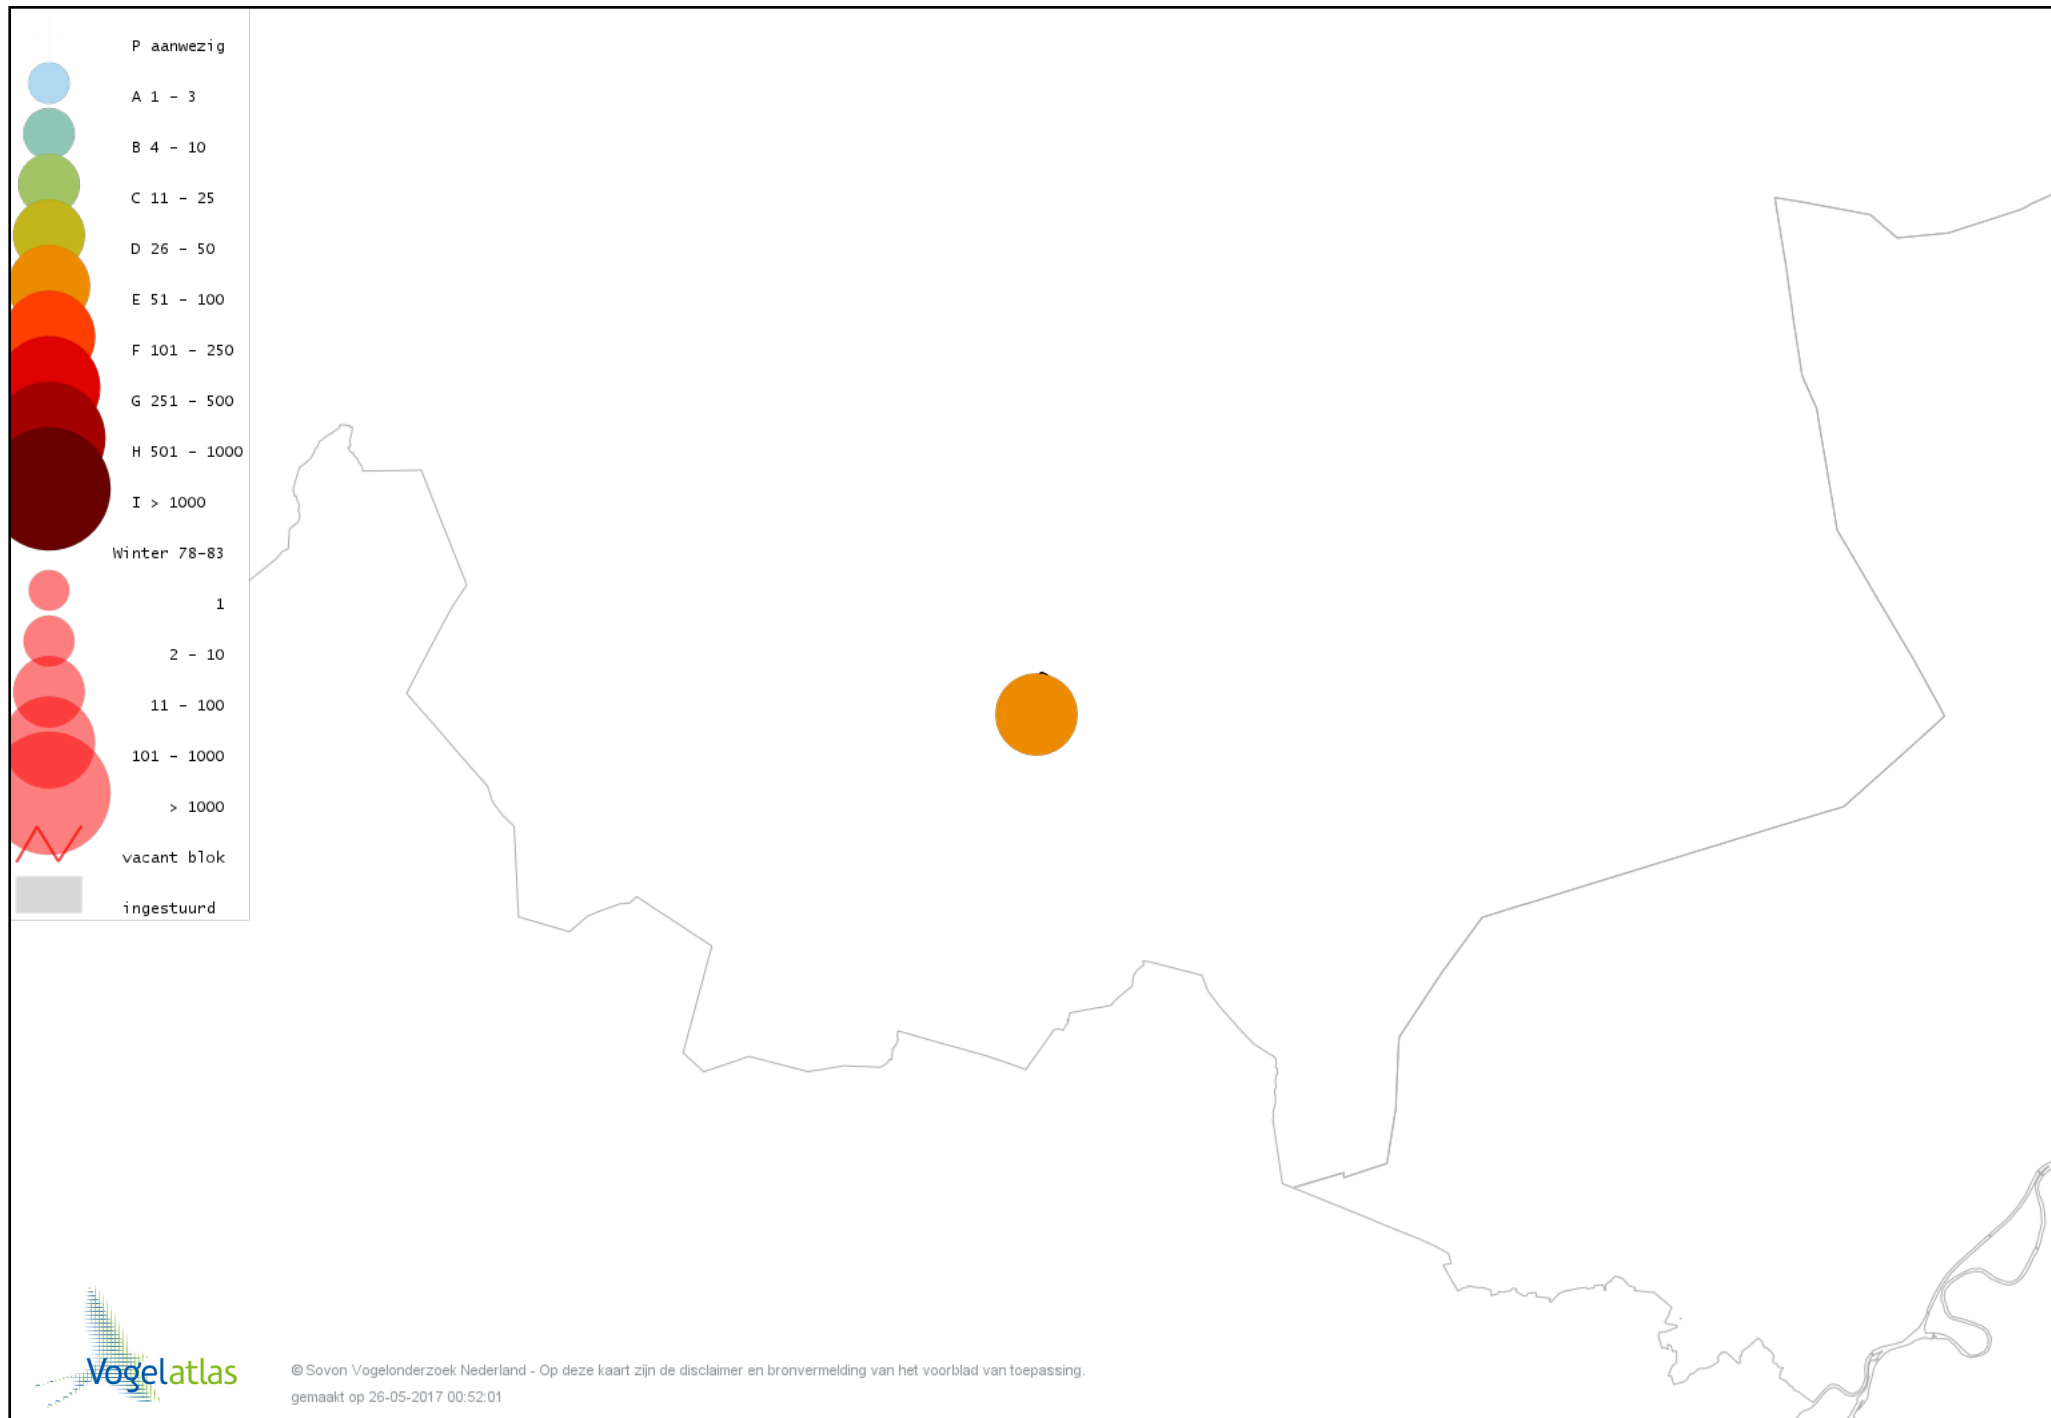 P aanwezig
A 1 - 3
B 4 - 10
C 11 - 25
D 26 - 50
E 51 - 100
F 101 - 250
G 251 - 500
H 501 - 1000
I > 1000
Winter 78-83
1
2 - 10
11 - 100
101 - 1000
> 1000
vacant blok
ingestuurd
Vogelatlas
© Sovon Vogelonderzoek Nederland - Op deze kaart zijn de disclaimer en bronvermelding van het voorblad van toepassing.
gemaakt op 26-05-2017 00:52:01